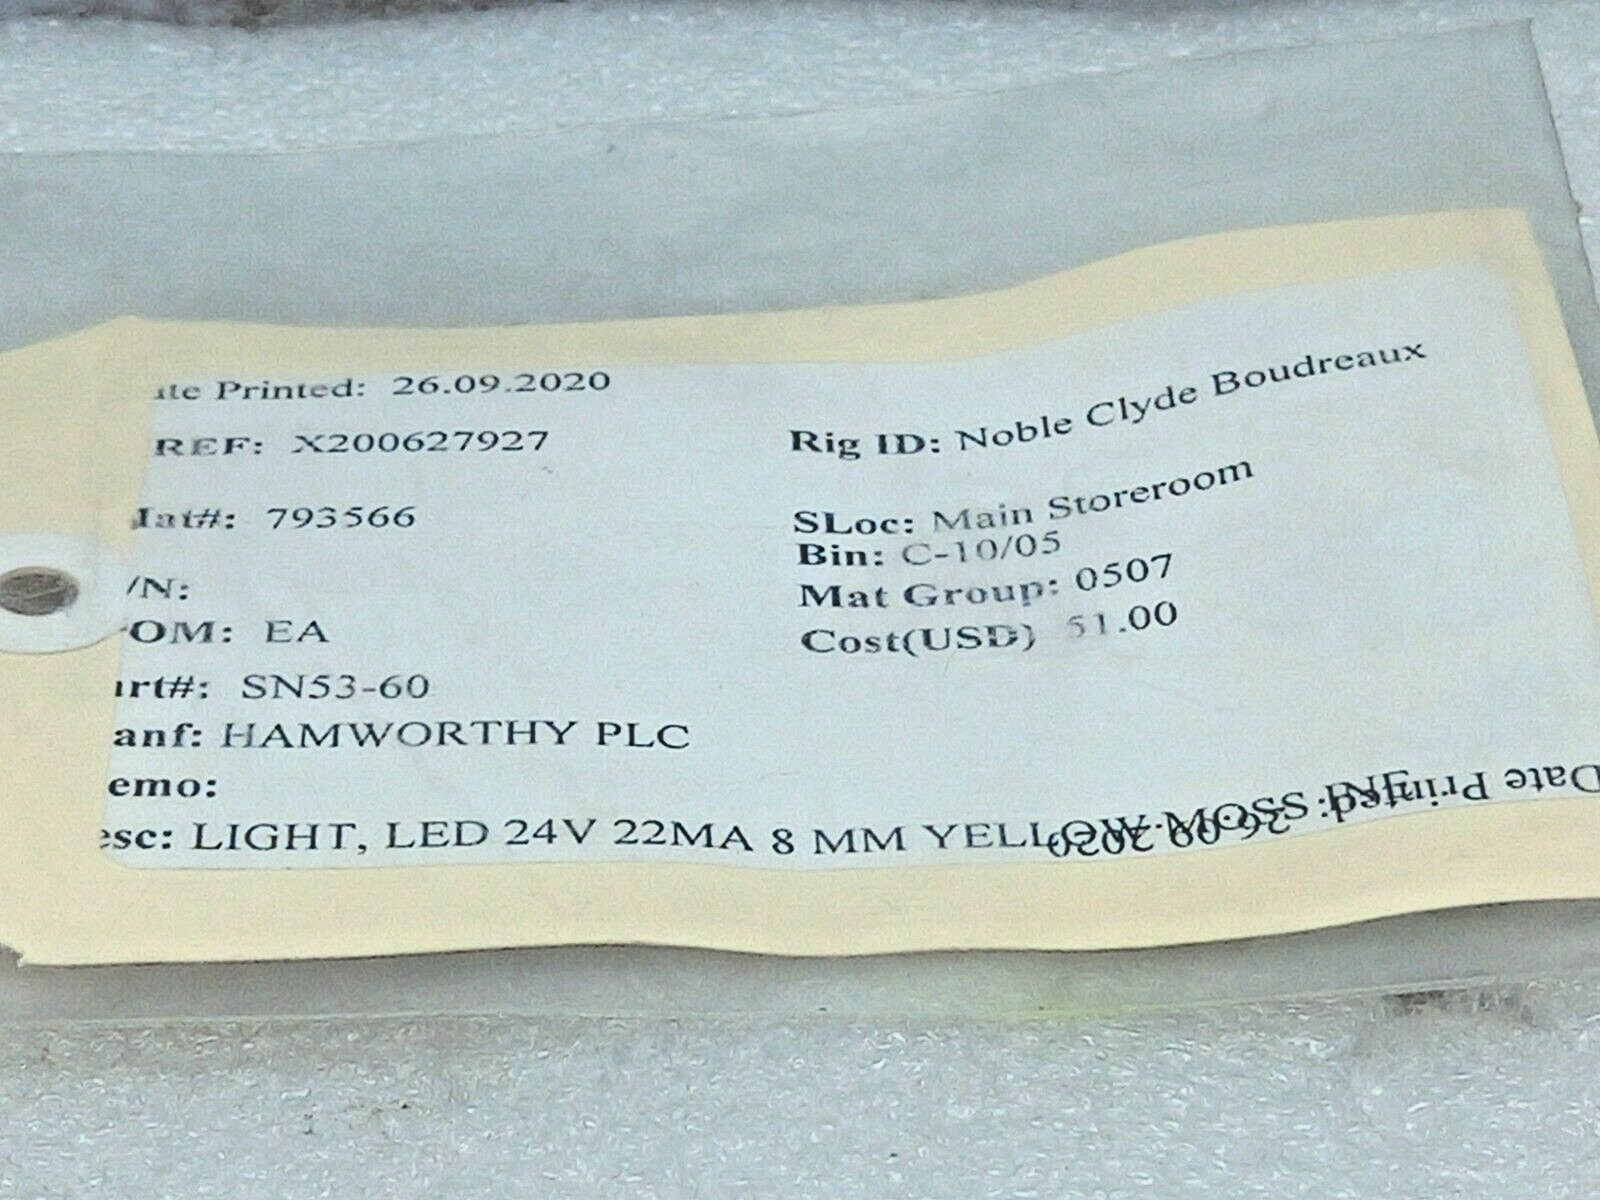 ate Printed: 26.09.2020
REF: X200627927
Rig ID: Noble Clyde Boudreaux
Mat#: 793566
SLoc: Main Storeroom
Bin: C-10/05
/N:
Mat Group: 0507
OM: EA
Cost(USD) 51.00
art#: SN53-60
anf: HAMWORTHY PLC
emo:
esc: LIGHT, LED 24V 22MA 8 MM YELLOW MOSS
Date Printed: 26.09.2020